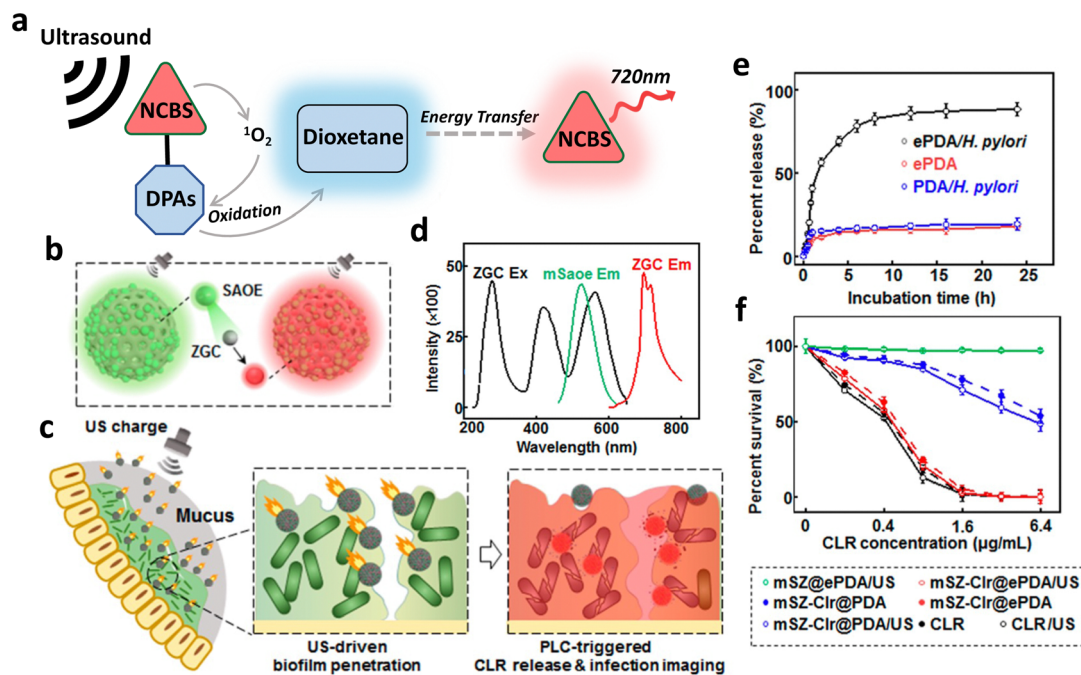 a
Ultrasound
NCBS
¹O₂
DPAs
Oxidation
Dioxetane
Energy Transfer
NCBS
720nm
b
SAOE
ZGC
c
US charge
Mucus
US-driven
biofilm penetration
PLC-triggered
CLR release & infection imaging
d
ZGC Ex
mSaoe Em
ZGC Em
Intensity (×100)
50
25
0
200
400
600
800
Wavelength (nm)
e
Percent release (%)
100
50
0
ePDA/H. pylori
ePDA
PDA/H. pylori
0
5
10
15
20
25
Incubation time (h)
f
Percent survival (%)
100
50
0
0
0.4
1.6
6.4
CLR concentration (μg/mL)
mSZ@ePDA/US
mSZ-Clr@ePDA/US
mSZ-Clr@PDA
mSZ-Clr@ePDA
mSZ-Clr@PDA/US
CLR
CLR/US